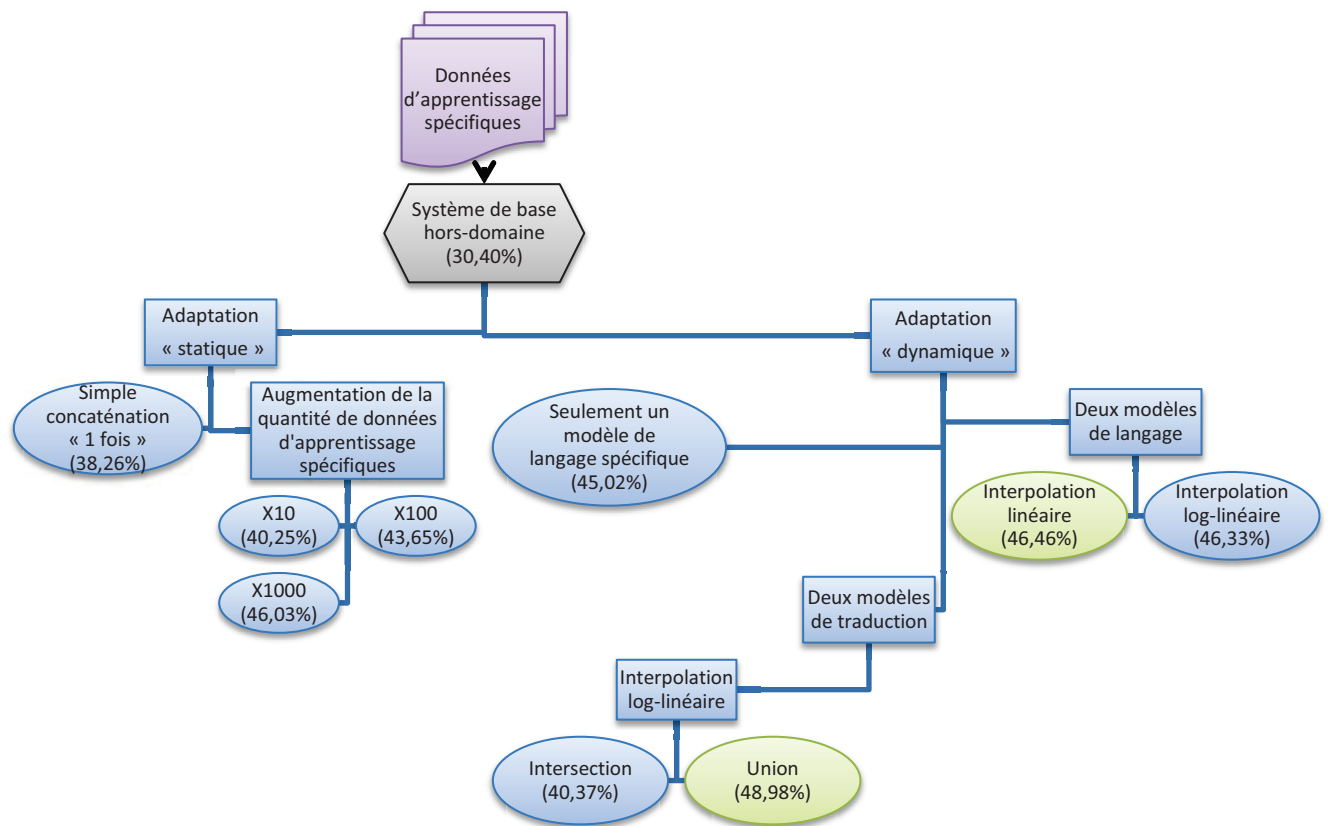 Données
d’apprentissage
spécifiques
Système de base
hors-domaine
(30,40%)
Adaptation
« statique »
Adaptation
« dynamique »
Simple
concaténation
« 1 fois »
(38,26%)
Augmentation de la
quantité de données
d'apprentissage
spécifiques
X10
(40,25%)
X100
(43,65%)
X1000
(46,03%)
Seulement un
modèle de
langage spécifique
(45,02%)
Deux modèles
de langage
Interpolation
linéaire
(46,46%)
Interpolation
log-linéaire
(46,33%)
Deux modèles
de traduction
Interpolation
log-linéaire
Intersection
(40,37%)
Union
(48,98%)